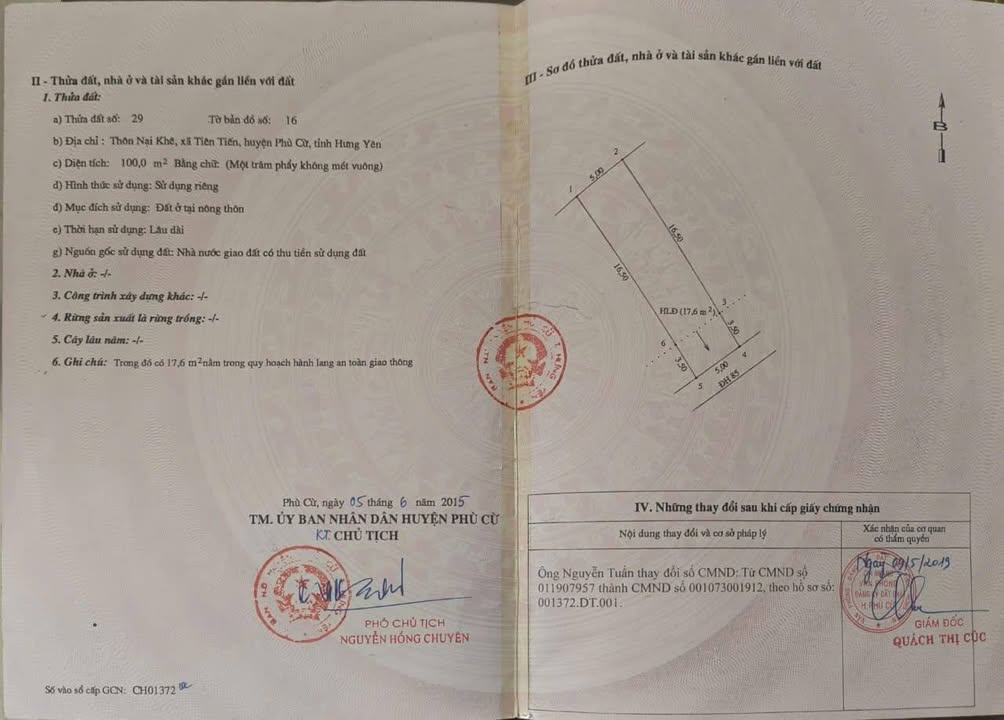 II - Thửa đất, nhà ở và tài sản khác gắn liền với đất
1. Thửa đất:
a) Thửa đất số: 29 Tờ bản đồ số: 16
b) Địa chỉ : Thôn Nại Khê, xã Tiên Tiến, huyện Phù Cừ, tỉnh Hưng Yên
c) Diện tích: 100,0 m² Bằng chữ: (Một trăm phẩy không mét vuông)
d) Hình thức sử dụng: Sử dụng riêng
đ) Mục đích sử dụng: Đất ở tại nông thôn
e) Thời hạn sử dụng: Lâu dài
g) Nguồn gốc sử dụng đất: Nhà nước giao đất có thu tiền sử dụng đất
2. Nhà ở: -/-
3. Công trình xây dựng khác: -/-
4. Rừng sản xuất là rừng trồng: -/-
5. Cây lâu năm: -/-
6. Ghi chú: Trong đó có 17,6 m² nằm trong quy hoạch hành lang an toàn giao thông
Phù Cừ, ngày 05 tháng 6 năm 2015
TM. ỦY BAN NHÂN DÂN HUYỆN PHÙ CỪ
KT. CHỦ TỊCH
PHÓ CHỦ TỊCH
NGUYỄN HỒNG CHUYÊN
Số vào sổ cấp GCN: CH01372
III - Sơ đồ thửa đất, nhà ở và tài sản khác gắn liền với đất
B
1
2
5,00
16,50
16,50
HLĐ (17,6 m²)
3
6
3,50
3,50
5,00
4
5
ĐH 85
IV. Những thay đổi sau khi cấp giấy chứng nhận
Nội dung thay đổi và cơ sở pháp lý
Xác nhận của cơ quan
có thẩm quyền
Ông Nguyễn Tuấn thay đổi số CMND: Từ CMND số
011907957 thành CMND số 001073001912, theo hồ sơ số:
001372.DT.001.
Ngày 09/5/2019
GIÁM ĐỐC
QUÁCH THỊ CÚC